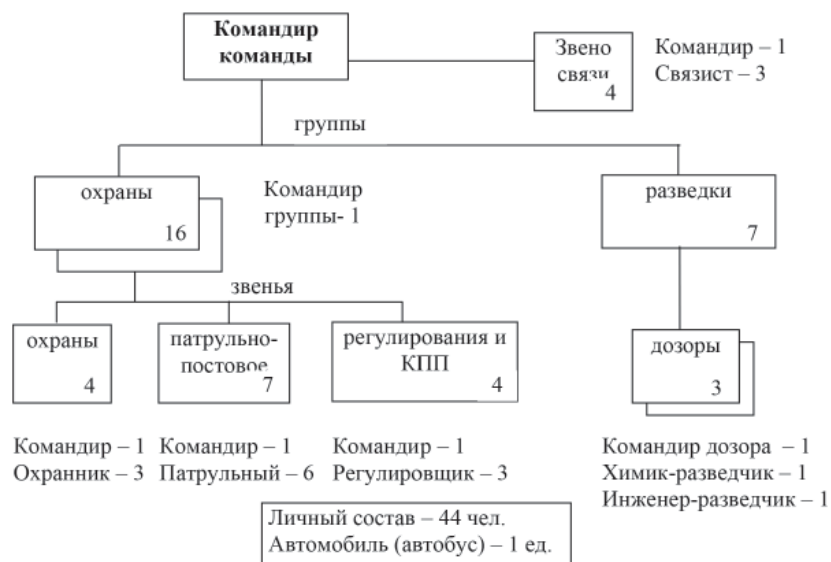 Командир
команды
Звено
связи
4
Командир – 1
Связист – 3
группы
охраны
16
Командир
группы- 1
разведки
7
звенья
охраны
4
патрульно-
постовое
7
регулирования и
КПП
4
дозоры
3
Командир – 1
Охранник – 3
Командир – 1
Патрульный – 6
Командир – 1
Регулировщик – 3
Командир дозора – 1
Химик-разведчик – 1
Инженер-разведчик – 1
Личный состав – 44 чел.
Автомобиль (автобус) – 1 ед.